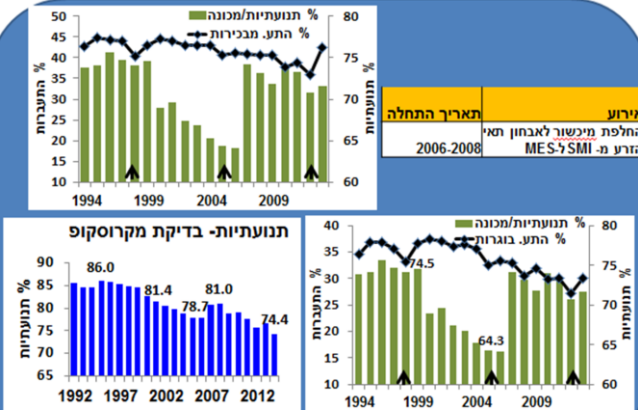 תנועתיות/מכונה %
התע. מבכירות %
50
45
40
35
30
25
20
15
10
80
75
70
65
60
התעברות %
תנועתיות %
1994 1999 2004 2009
תאריך התחלה
החלפת מיכשור לאבחון תאי
הזרע מ- SMI ל-MES
2006-2008
תנועתיות- בדיקת מקרוסקופ
90
85
80
75
70
65
תנועתיות %
86.0
81.4
78.7
81.0
74.4
1992 1997 2002 2007 2012
תנועתיות/מכונה %
התע. בוגרות %
40
35
30
25
20
15
10
80
75
70
65
60
התעברות %
תנועתיות %
74.5
64.3
1994 1999 2004 2009